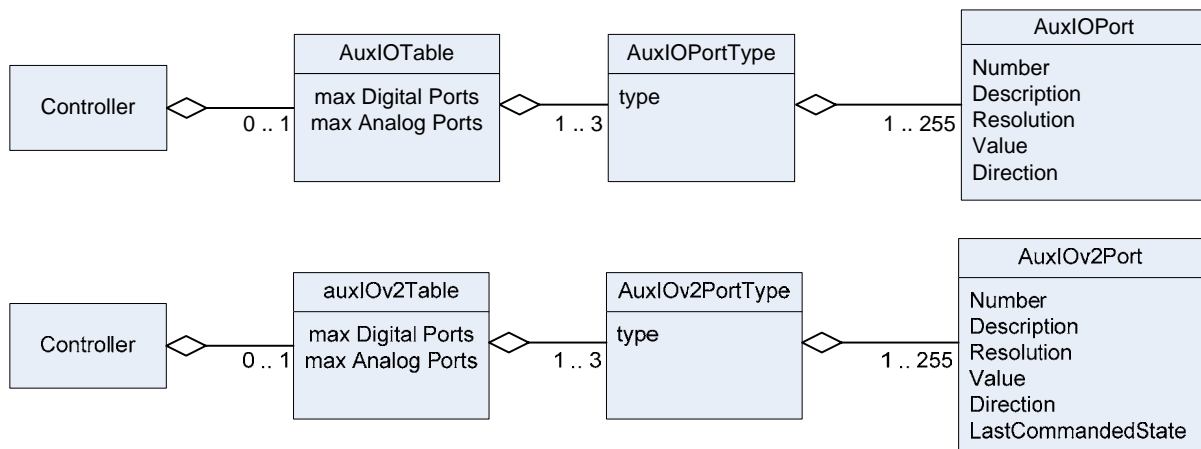 Controller
0 .. 1
AuxIOTable
max Digital Ports
max Analog Ports
1 .. 3
AuxIOPortType
type
1 .. 255
AuxIOPort
Number
Description
Resolution
Value
Direction
Controller
0 .. 1
auxIOv2Table
max Digital Ports
max Analog Ports
1 .. 3
AuxIOv2PortType
type
1 .. 255
AuxIOv2Port
Number
Description
Resolution
Value
Direction
LastCommandedState